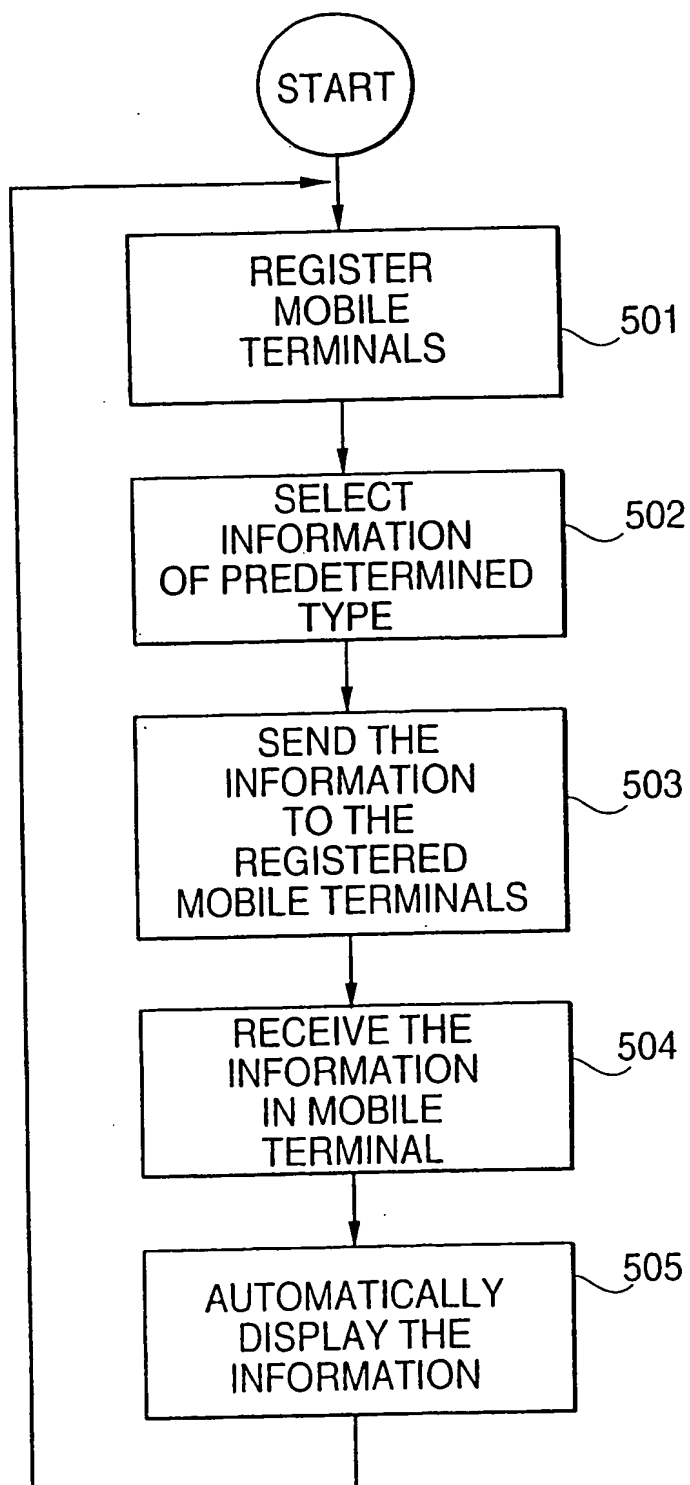 START
REGISTER
MOBILE
TERMINALS
501
SELECT
INFORMATION
OF PREDETERMINED
TYPE
502
SEND THE
INFORMATION
TO THE
REGISTERED
MOBILE TERMINALS
503
RECEIVE THE
INFORMATION
IN MOBILE
TERMINAL
504
AUTOMATICALLY
DISPLAY THE
INFORMATION
505